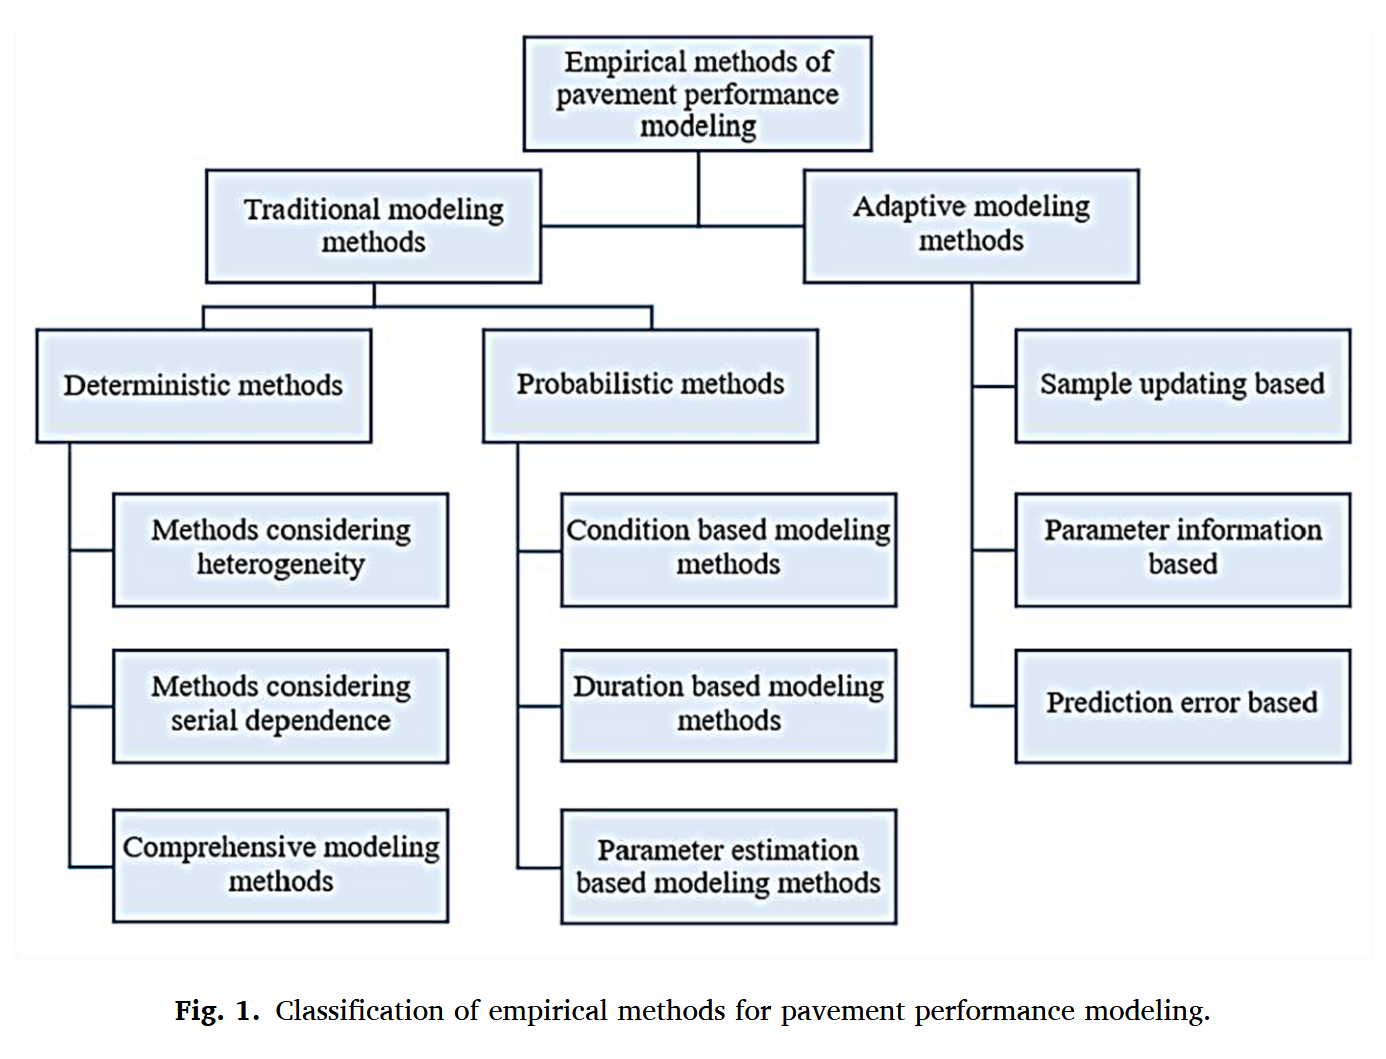 Empirical methods of
pavement performance
modeling
Traditional modeling
methods
Adaptive modeling
methods
Deterministic methods
Probabilistic methods
Sample updating based
Methods considering
heterogeneity
Condition based modeling
methods
Parameter information
based
Methods considering
serial dependence
Duration based modeling
methods
Prediction error based
Comprehensive modeling
methods
Parameter estimation
based modeling methods
Fig. 1. Classification of empirical methods for pavement performance modeling.